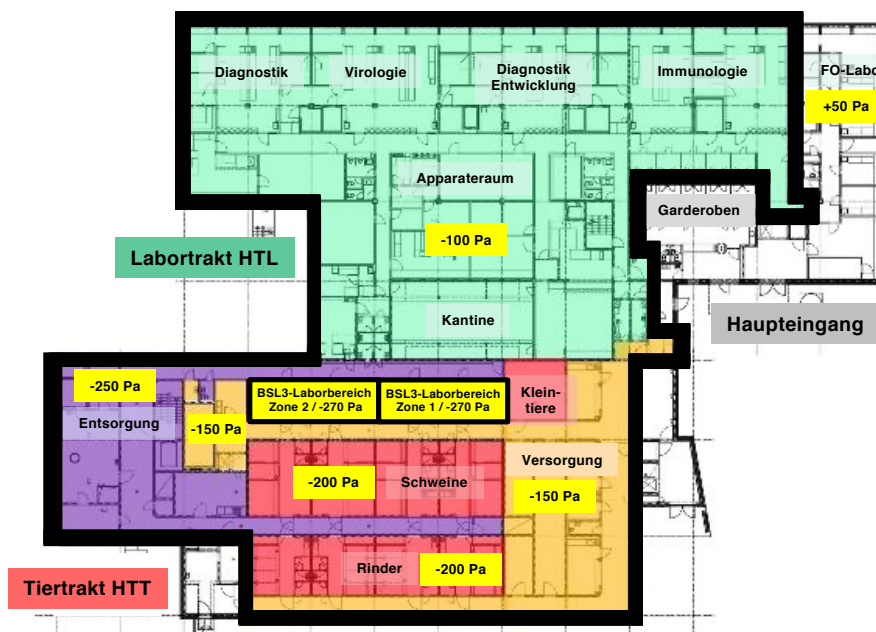 Diagnostik
Virologie
Diagnostik
Entwicklung
Immunologie
FO-Labo
+50 Pa
Apparateraum
Garderoben
-100 Pa
Labortrakt HTL
Kantine
Haupteingang
-250 Pa
BSL3-Laborbereich
Zone 2 / -270 Pa
BSL3-Laborbereich
Zone 1 / -270 Pa
Klein-
tiere
Entsorgung
-150 Pa
Versorgung
-200 Pa
Schweine
-150 Pa
Rinder
-200 Pa
Tiertrakt HTT